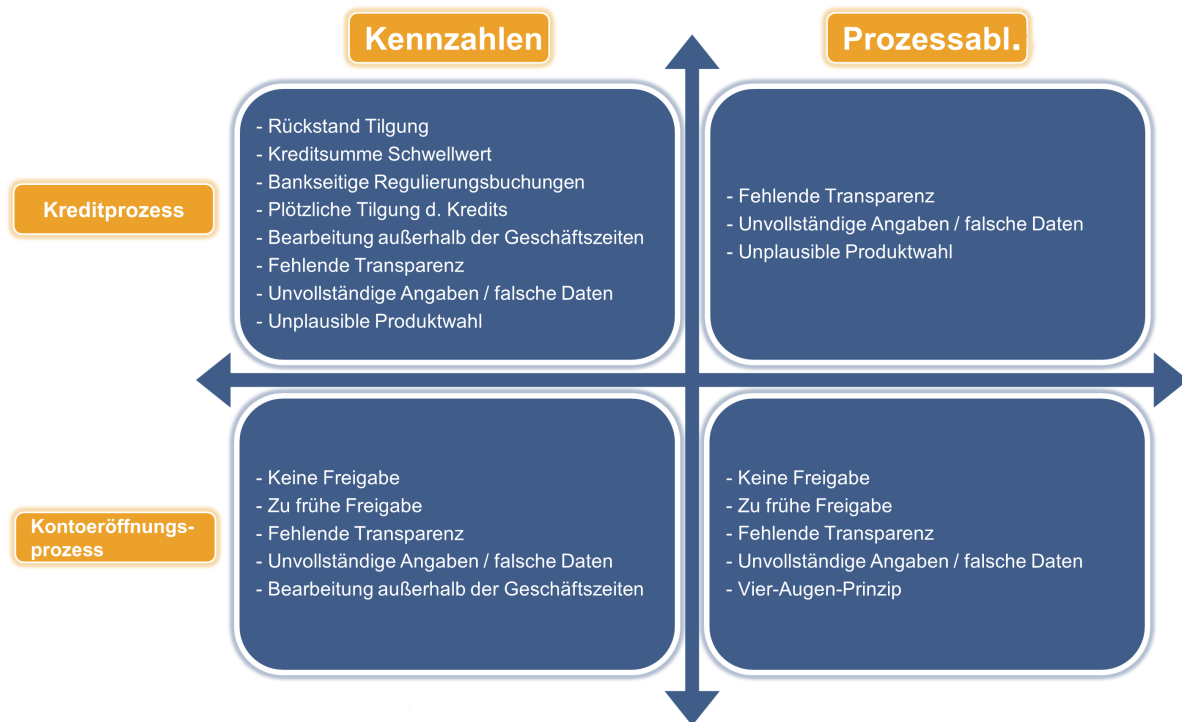 Kennzahlen
Prozessabl.
Kreditprozess
- Rückstand Tilgung
- Kreditsumme Schwellwert
- Bankseitige Regulierungsbuchungen
- Plötzliche Tilgung d. Kredits
- Bearbeitung außerhalb der Geschäftszeiten
- Fehlende Transparenz
- Unvollständige Angaben / falsche Daten
- Unplausible Produktwahl
- Fehlende Transparenz
- Unvollständige Angaben / falsche Daten
- Unplausible Produktwahl
Kontoeröffnungs-
prozess
- Keine Freigabe
- Zu frühe Freigabe
- Fehlende Transparenz
- Unvollständige Angaben / falsche Daten
- Bearbeitung außerhalb der Geschäftszeiten
- Keine Freigabe
- Zu frühe Freigabe
- Fehlende Transparenz
- Unvollständige Angaben / falsche Daten
- Vier-Augen-Prinzip